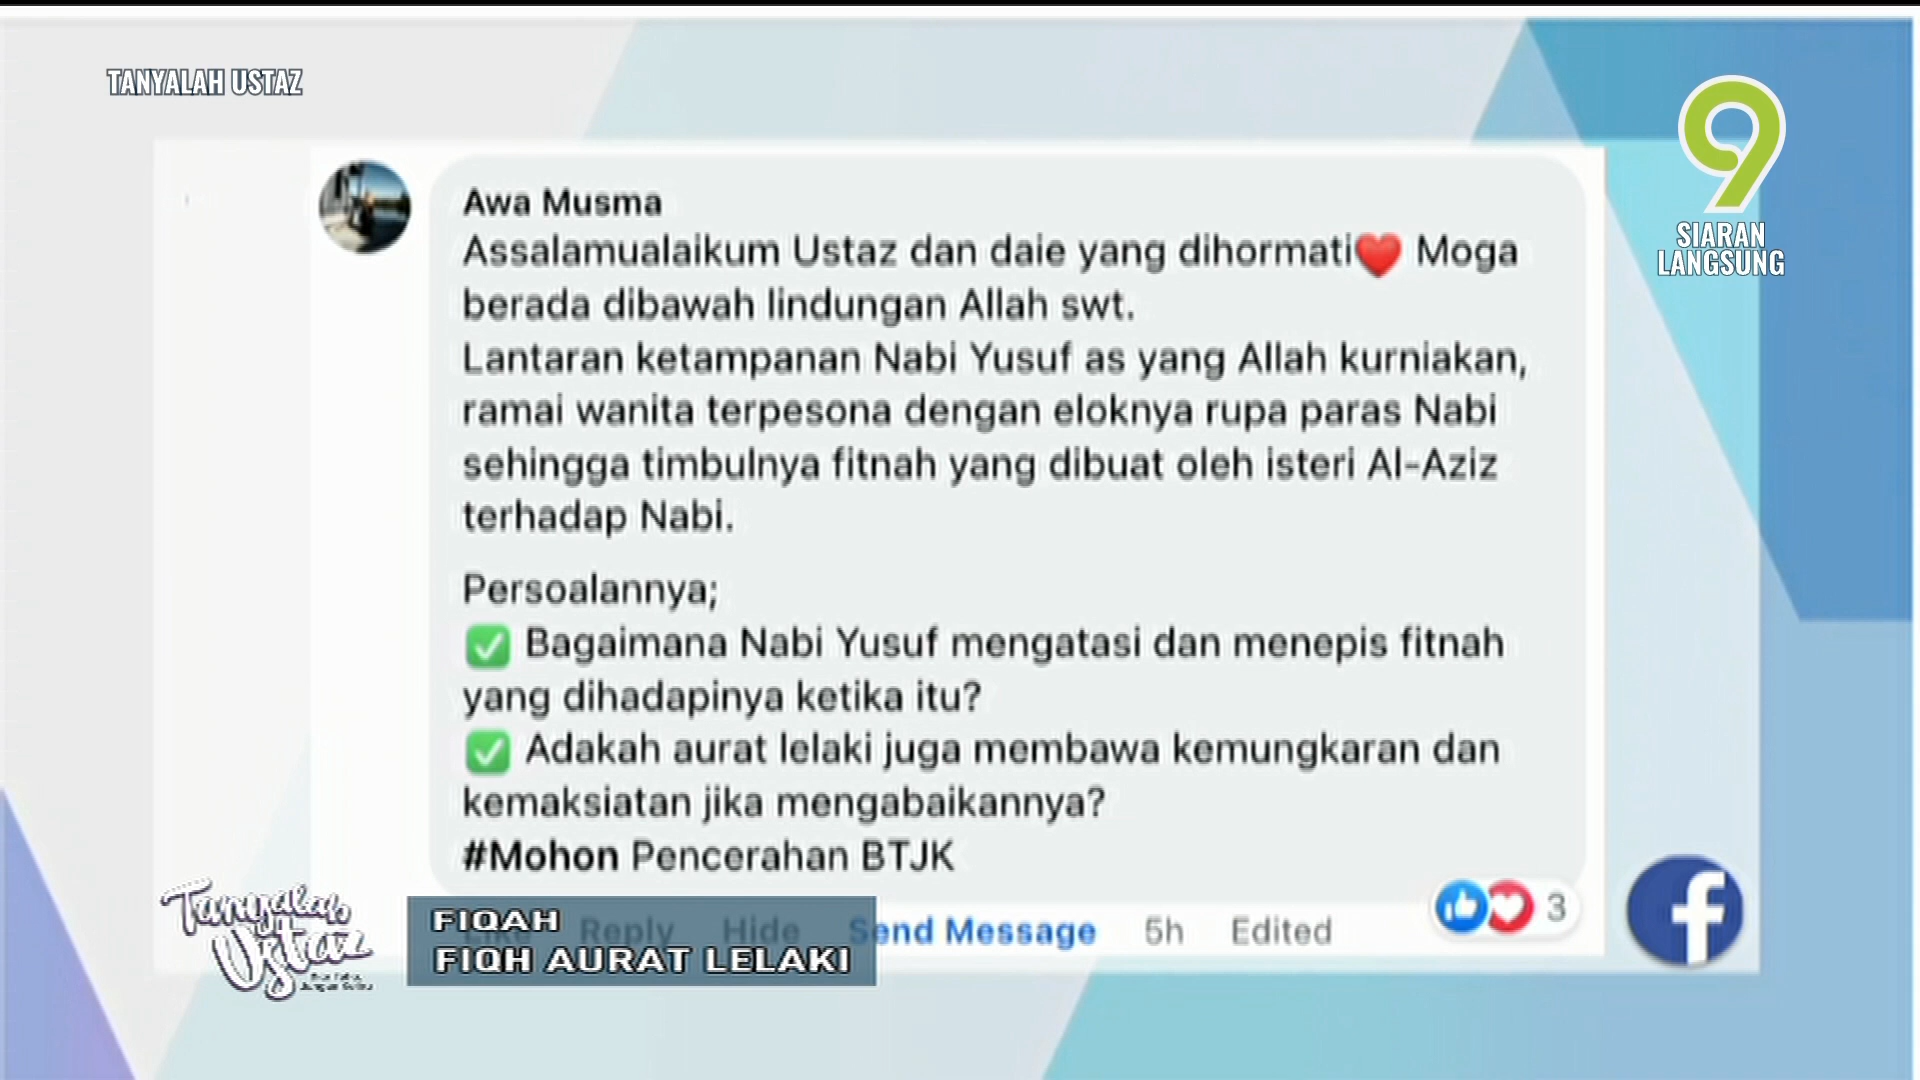 TANYALAH USTAZ
9
SIARAN
LANGSUNG
Awa Musma
Assalamualaikum Ustaz dan daie yang dihormati❤️ Moga
berada dibawah lindungan Allah swt.
Lantaran ketampanan Nabi Yusuf as yang Allah kurniakan,
ramai wanita terpesona dengan eloknya rupa paras Nabi
sehingga timbulnya fitnah yang dibuat oleh isteri Al-Aziz
terhadap Nabi.
Persoalannya;
✅ Bagaimana Nabi Yusuf mengatasi dan menepis fitnah
yang dihadapinya ketika itu?
✅ Adakah aurat lelaki juga membawa kemungkaran dan
kemaksiatan jika mengabaikannya?
#Mohon Pencerahan BTJK
Like Reply Hide Send Message 5h Edited 3
Tanyalah
Ustaz
FIQAH
FIQH AURAT LELAKI